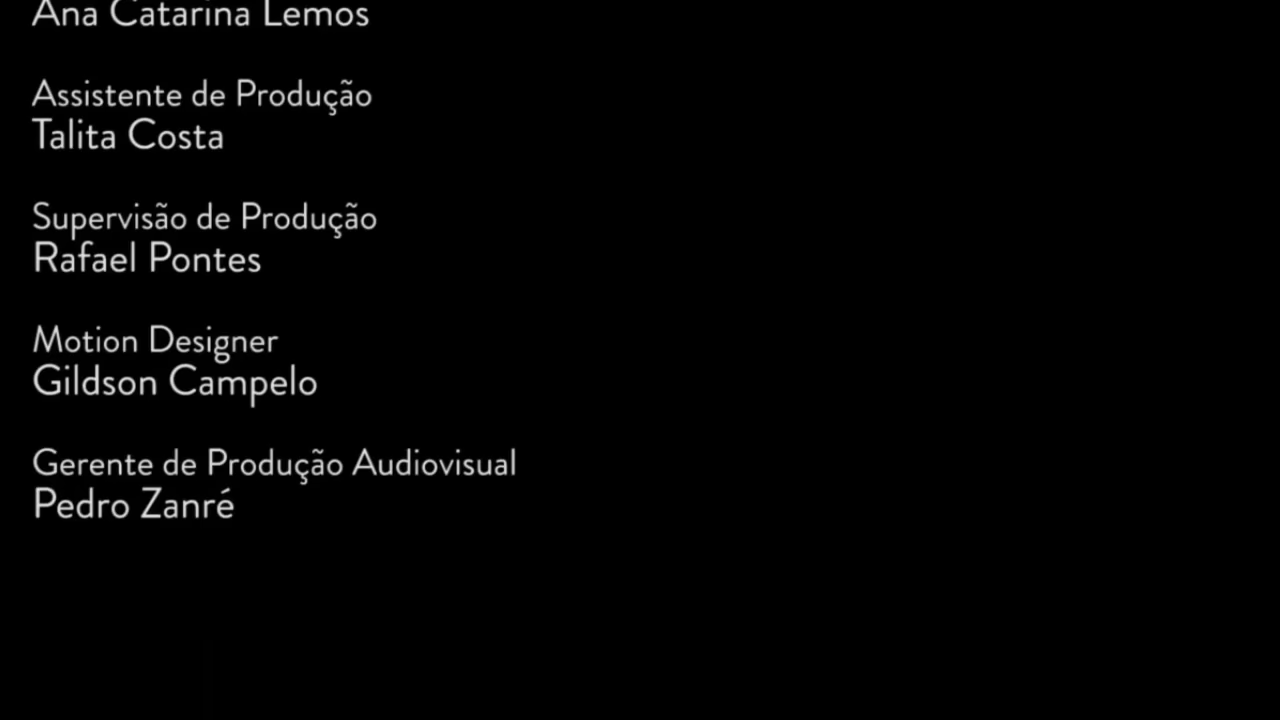 Ana Catarina Lemos
Assistente de Produção
Talita Costa
Supervisão de Produção
Rafael Pontes
Motion Designer
Gildson Campelo
Gerente de Produção Audiovisual
Pedro Zanré